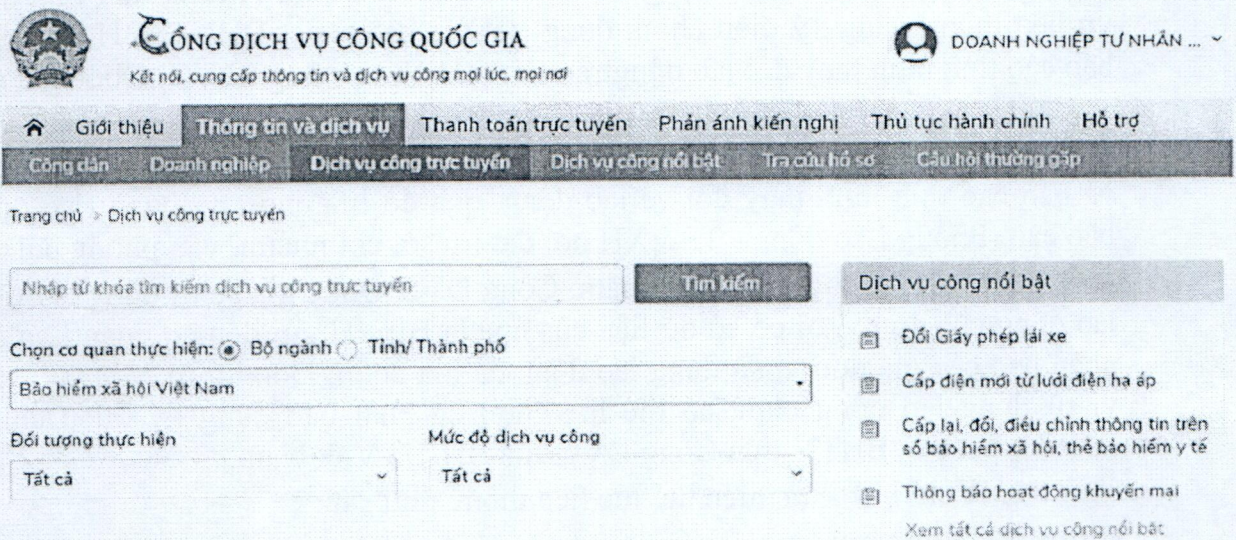 CỔNG DỊCH VỤ CÔNG QUỐC GIA
Kết nối, cung cấp thông tin và dịch vụ công mọi lúc, mọi nơi
DOANH NGHIỆP TƯ NHÂN ...
Giới thiệu Thông tin và dịch vụ Thanh toán trực tuyến Phản ánh kiến nghị Thủ tục hành chính Hỗ trợ
Công dân Doanh nghiệp Dịch vụ công trực tuyến Dịch vụ công nổi bật Tra cứu hồ sơ Câu hỏi thường gặp
Trang chủ > Dịch vụ công trực tuyến
Nhập từ khóa tìm kiếm dịch vụ công trực tuyến Tìm kiếm
Chọn cơ quan thực hiện: Bộ ngành Tỉnh/ Thành phố
Bảo hiểm xã hội Việt Nam
Đối tượng thực hiện Mức độ dịch vụ công
Tất cả Tất cả
Dịch vụ công nổi bật
Đổi Giấy phép lái xe
Cấp điện mới từ lưới điện hạ áp
Cấp lại, đổi, điều chỉnh thông tin trên
sổ bảo hiểm xã hội, thẻ bảo hiểm y tế
Thông báo hoạt động khuyến mại
Xem tất cả dịch vụ công nổi bật